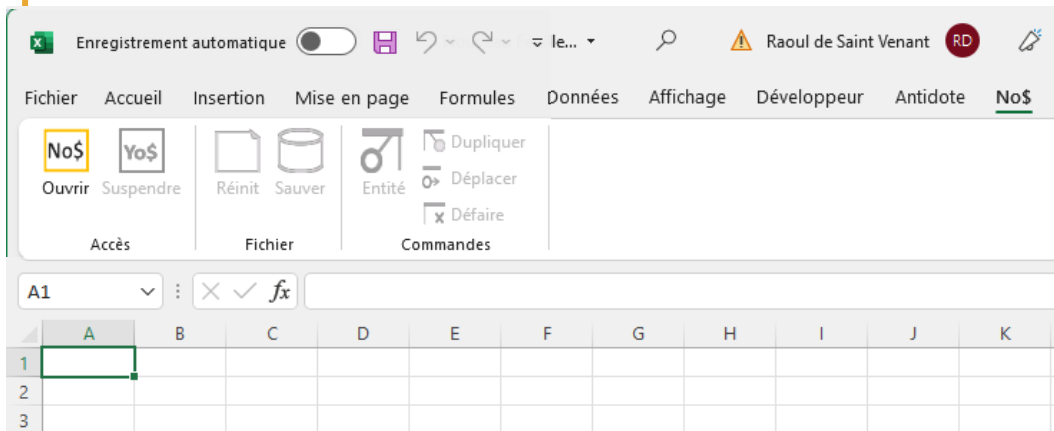 Enregistrement automatique le... Raoul de Saint Venant RD
Fichier Accueil Insertion Mise en page Formules Données Affichage Développeur Antidote No$
No$ Yo$ Dupliquer
Déplacer
Ouvrir Suspendre Réinit Sauver Entité
Défaire
Accès Fichier Commandes
A1 fx
A B C D E F G H I J K
1
2
3